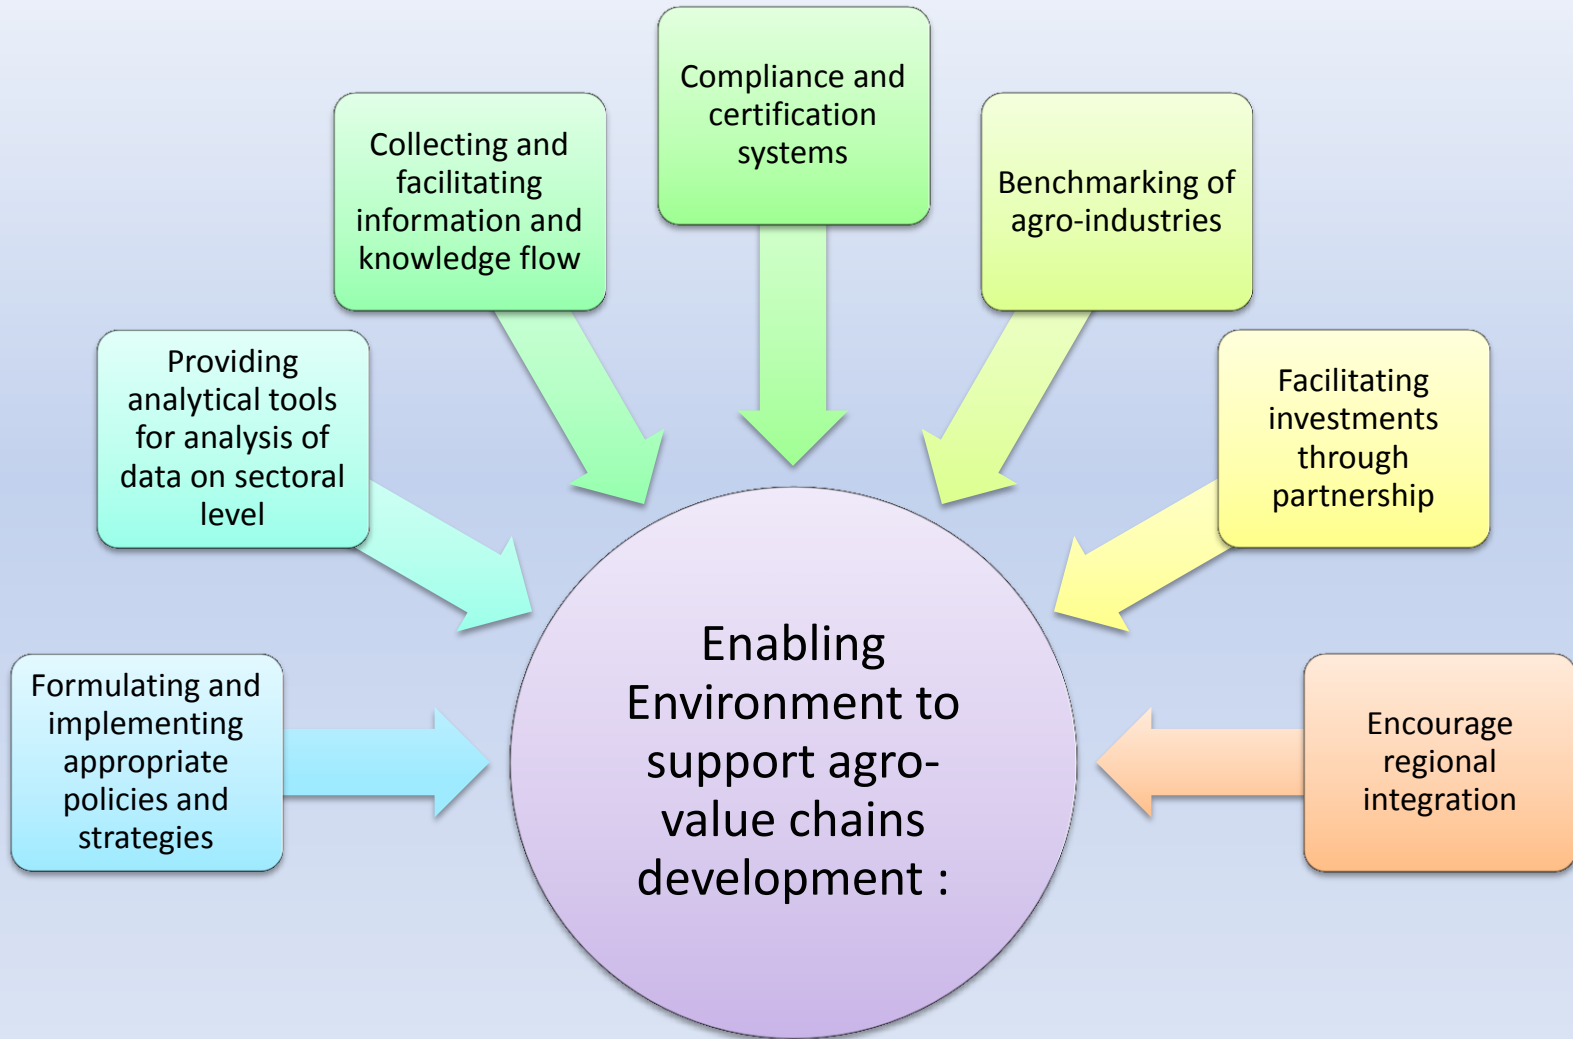 Formulating and
implementing
appropriate
policies and
strategies
Providing
analytical tools
for analysis of
data on sectoral
level
Collecting and
facilitating
information and
knowledge flow
Compliance and
certification
systems
Benchmarking of
agro-industries
Facilitating
investments
through
partnership
Encourage
regional
integration
Enabling
Environment to
support agro-
value chains
development :